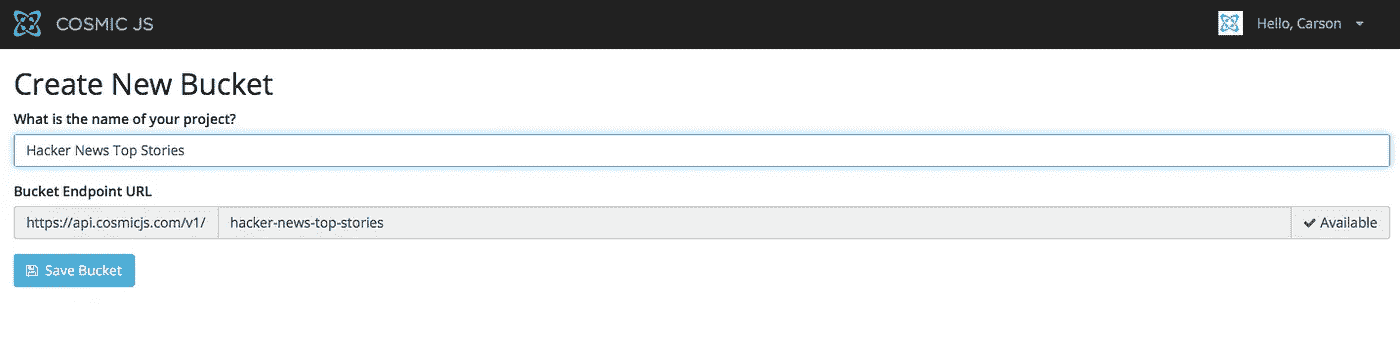 COSMIC JS
Hello, Carson
Create New Bucket
What is the name of your project?
Hacker News Top Stories
Bucket Endpoint URL
https://api.cosmicjs.com/v1/ hacker-news-top-stories Available
Save Bucket